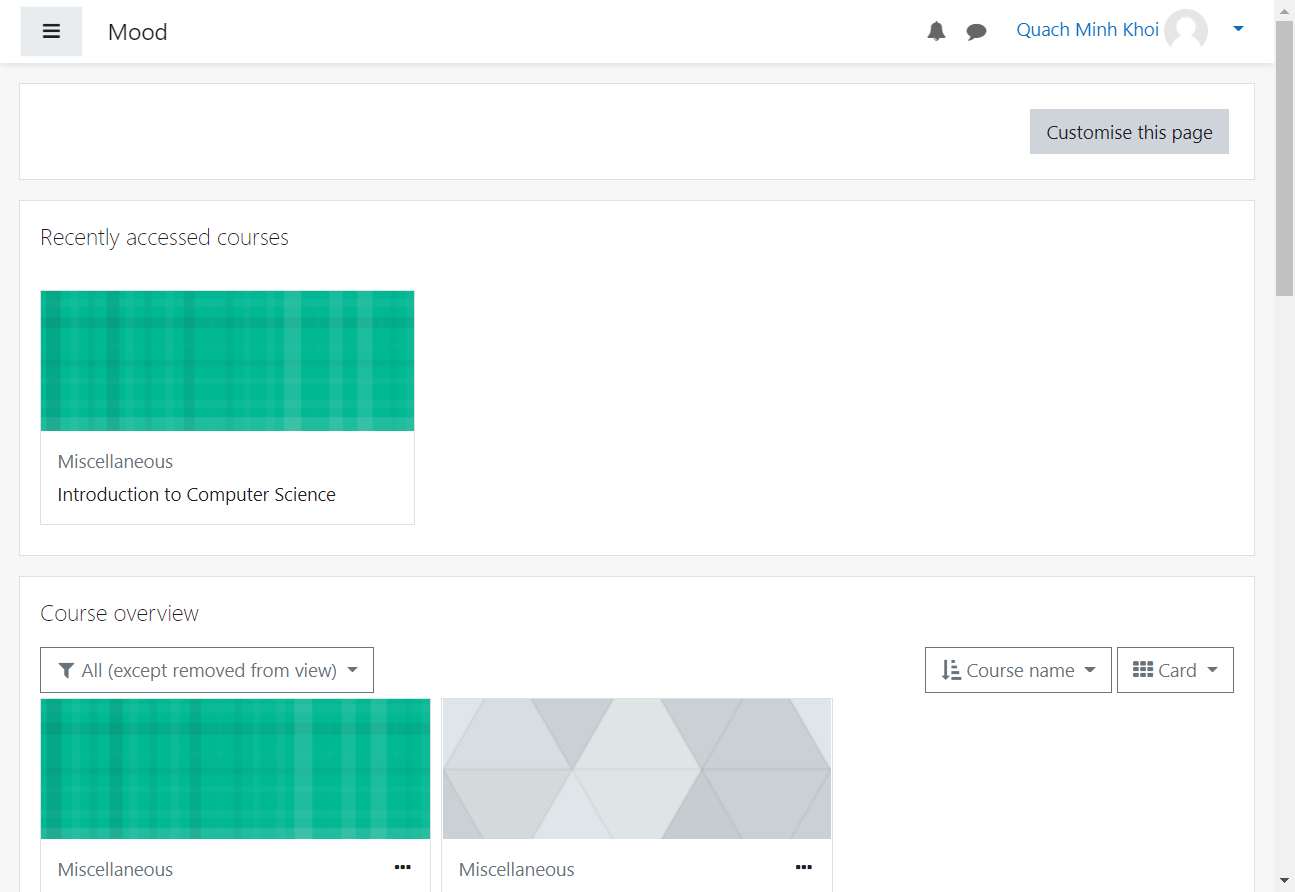 Mood
Quach Minh Khoi
Customise this page
Recently accessed courses
Miscellaneous
Introduction to Computer Science
Course overview
All (except removed from view)
Course name
Card
Miscellaneous
Miscellaneous